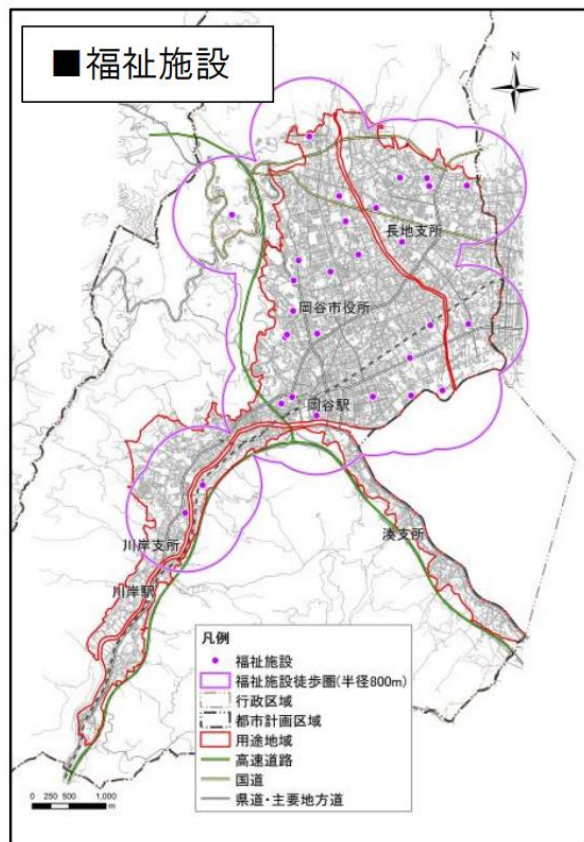 ■福祉施設
N
長地支所
岡谷市役所
岡谷駅
川岸支所
湊支所
川岸駅
凡例
福祉施設
福祉施設徒歩圏(半径800m)
行政区域
都市計画区域
用途地域
高速道路
国道
県道・主要地方道
0 250 500 1,000
m